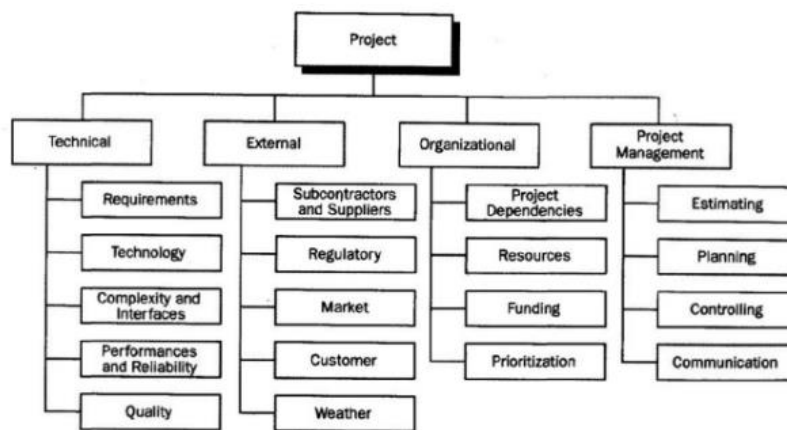 Project
Technical
External
Organizational
Project
Management
Requirements
Technology
Complexity and
Interfaces
Performances
and Reliability
Quality
Subcontractors
and Suppliers
Regulatory
Market
Customer
Weather
Project
Dependencies
Resources
Funding
Prioritization
Estimating
Planning
Controlling
Communication